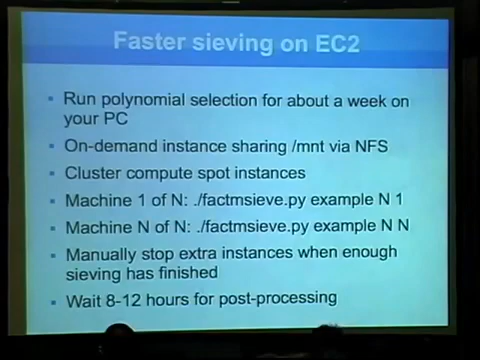 Faster sieving on EC2
Run polynomial selection for about a week on
your PC
On-demand instance sharing /mnt via NFS
Cluster compute spot instances
Machine 1 of N: ./factmsieve.py example N 1
Machine N of N: ./factmsieve.py example N N
Manually stop extra instances when enough
sieving has finished
Wait 8-12 hours for post-processing